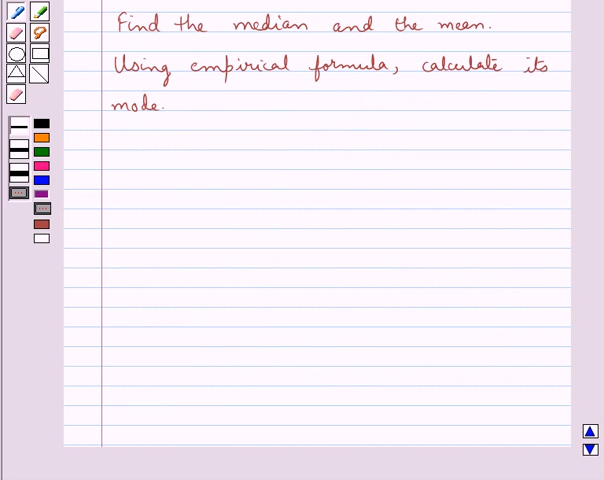 Find the median and the mean.
Using empirical formula, calculate its
mode.